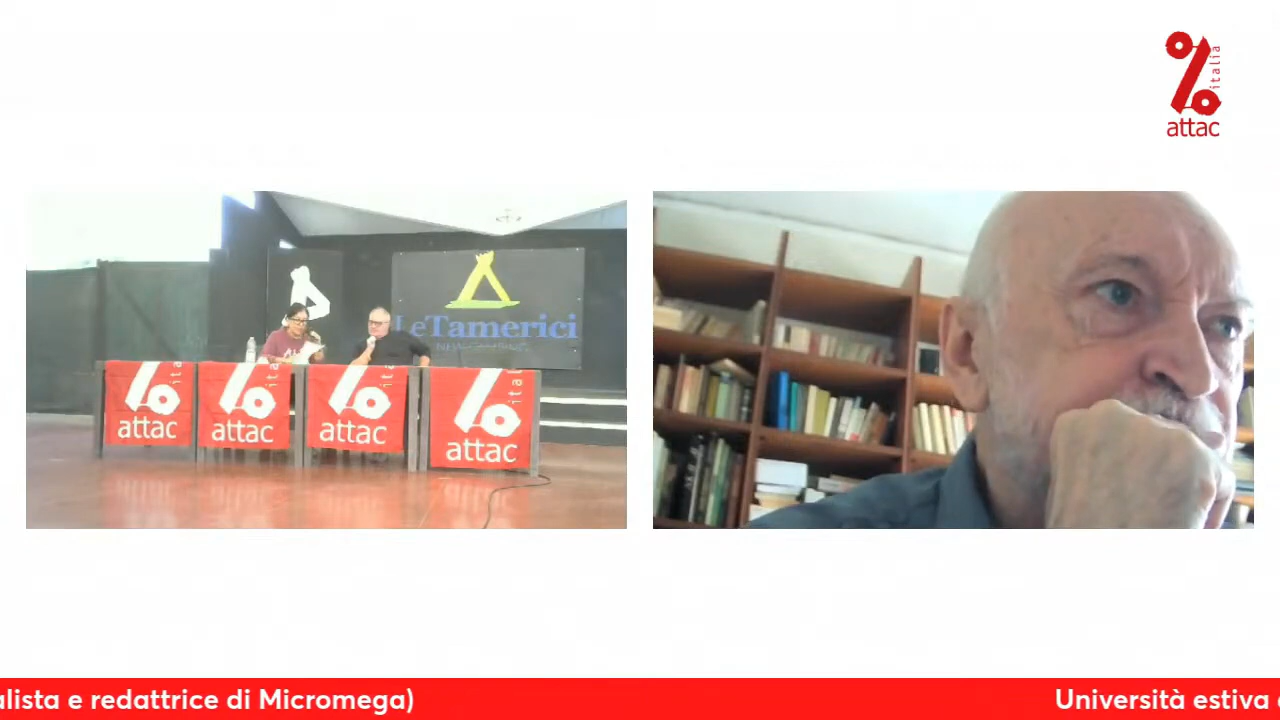 % italia
attac
LeTamerici
attac
attac
attac
attac
alista e redattrice di Micromega)
Università estiva